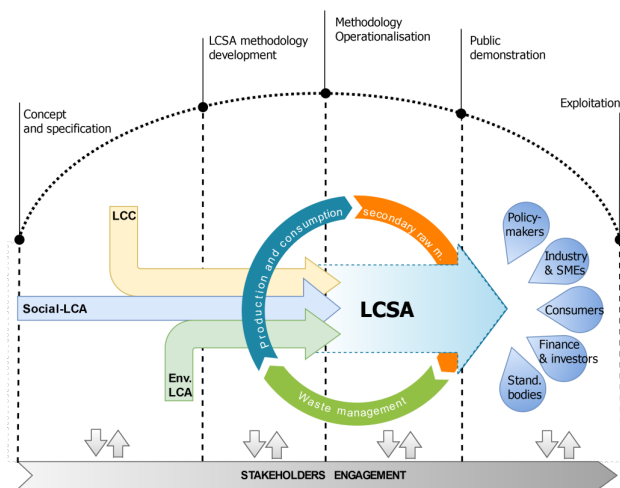 Methodology
Operationalisation
LCSA methodology
development
Public
demonstration
Concept
and specification
Exploitation
LCC
Social-LCA
Env.
LCA
Production and consumption
secondary raw m.
Waste management
LCSA
Policy-
makers
Industry
& SMEs
Consumers
Finance
& investors
Stand.
bodies
STAKEHOLDERS ENGAGEMENT